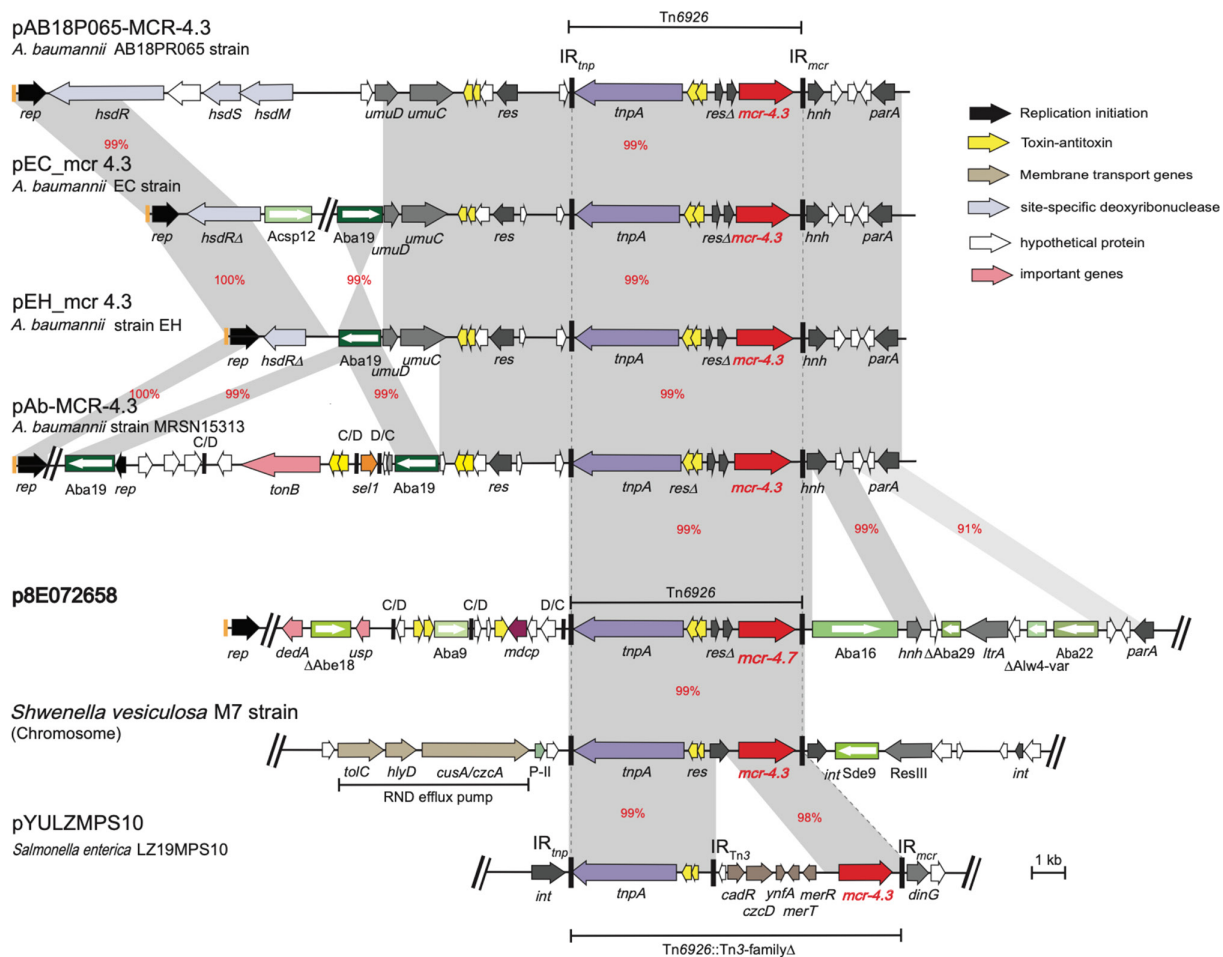 Tn6926
pAB18P065-MCR-4.3
A. baumannii AB18PR065 strain
IRtnp
IRmcr
rep
hsdR
hsdS
hsdM
umuD
umuC
res
tnpA
resΔ
mcr-4.3
hnh
parA
99%
99%
Replication initiation
Toxin-antitoxin
Membrane transport genes
site-specific deoxyribonuclease
hypothetical protein
important genes
pEC_mcr 4.3
A. baumannii EC strain
rep
hsdRΔ
Acsp12
Aba19
umuD
umuC
res
tnpA
resΔ
mcr-4.3
hnh
parA
100%
99%
99%
pEH_mcr 4.3
A. baumannii strain EH
rep
hsdRΔ
Aba19
umuD
umuC
res
tnpA
resΔ
mcr-4.3
hnh
parA
100%
99%
99%
99%
pAb-MCR-4.3
A. baumannii strain MRSN15313
C/D
C/D
D/C
rep
Aba19
rep
tonB
sel1
Aba19
res
tnpA
resΔ
mcr-4.3
hnh
parA
99%
99%
91%
p8E072658
Tn6926
C/D
C/D
D/C
rep
dedA
ΔAbe18
usp
Aba9
mdcp
tnpA
resΔ
mcr-4.7
Aba16
hnh
ΔAba29
ltrA
ΔAlw4-var
Aba22
parA
99%
Shwenella vesiculosa M7 strain
(Chromosome)
tolC
hlyD
cusA/czcA
P-II
RND efflux pump
tnpA
res
mcr-4.3
int
Sde9
ResIII
int
99%
98%
pYULZMPS10
Salmonella enterica LZ19MPS10
IRtnp
IRTn3
IRmcr
1 kb
int
tnpA
cadR
czcD
ynfA
merT
merR
mcr-4.3
dinG
Tn6926::Tn3-familyΔ